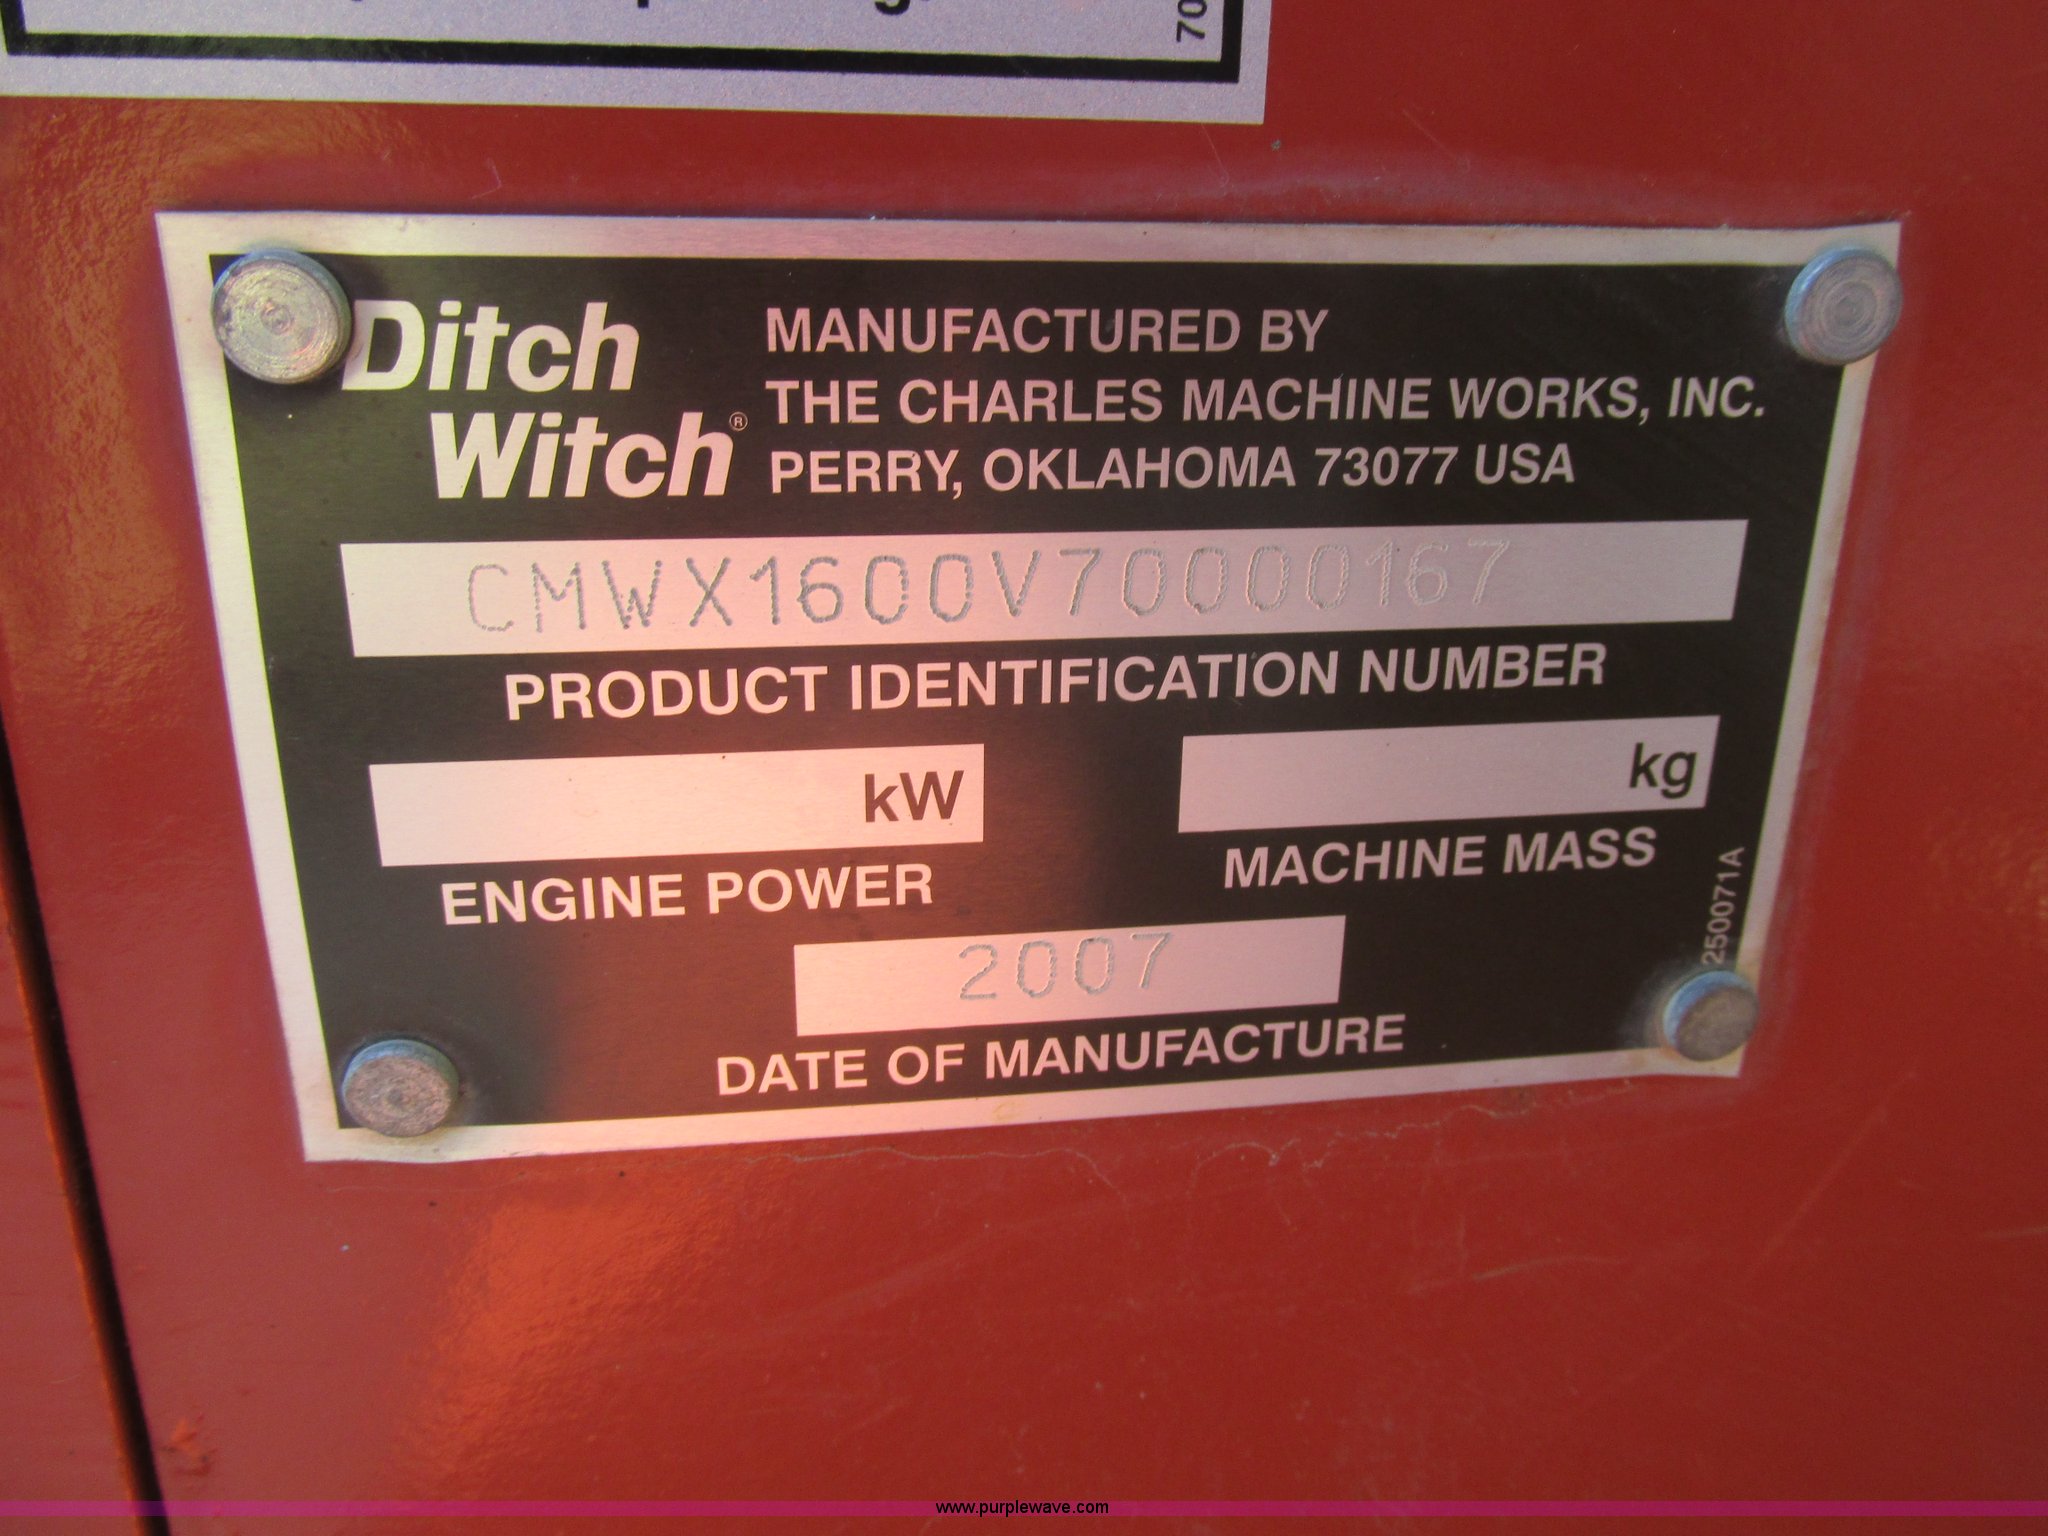 70
Ditch
Witch®
MANUFACTURED BY
THE CHARLES MACHINE WORKS, INC.
PERRY, OKLAHOMA 73077 USA
CMWX1600V70000167
PRODUCT IDENTIFICATION NUMBER
kW
ENGINE POWER
kg
MACHINE MASS
250071A
2007
DATE OF MANUFACTURE
www.purplewave.com